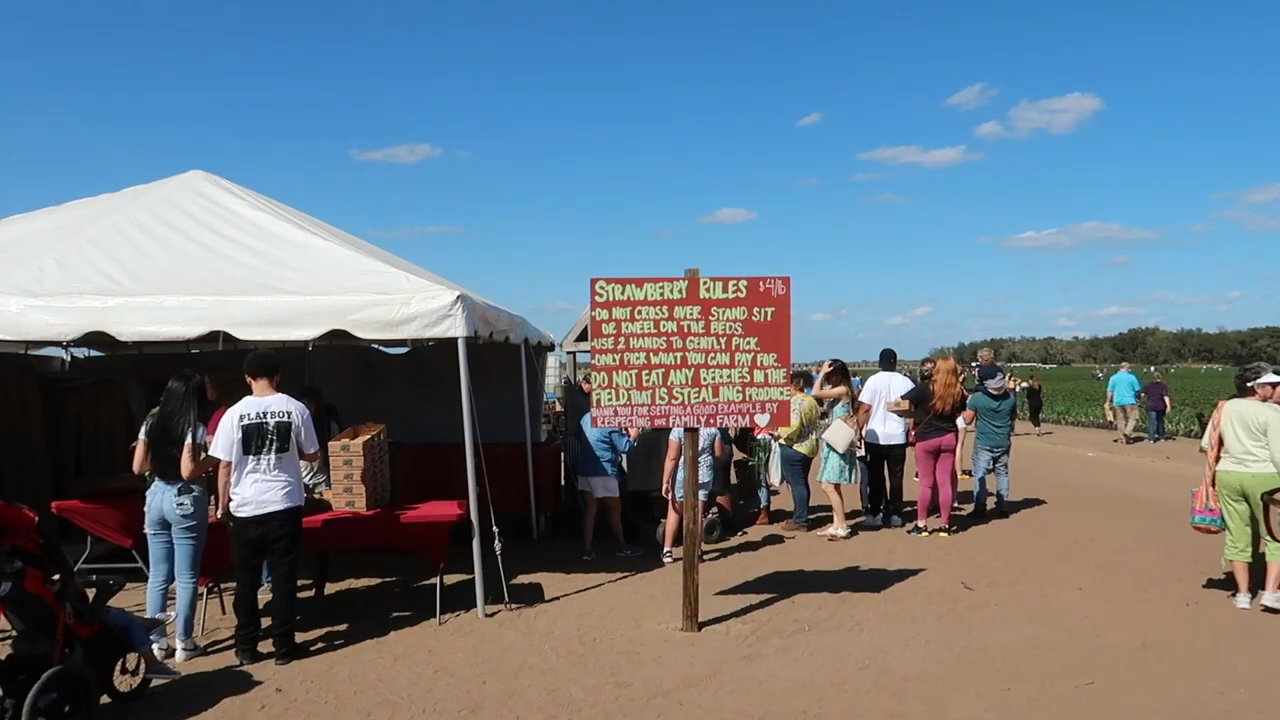 PLAYBOY
STRAWBERRY RULES $4/lb
·DO NOT CROSS OVER, STAND, SIT
OR KNEEL ON THE BEDS.
·USE 2 HANDS TO GENTLY PICK.
·ONLY PICK WHAT YOU CAN PAY FOR.
DO NOT EAT ANY BERRIES IN THE
FIELD.THAT IS STEALING PRODUCE
THANK YOU FOR SETTING A GOOD EXAMPLE BY
RESPECTING OUR FAMILY + FARM